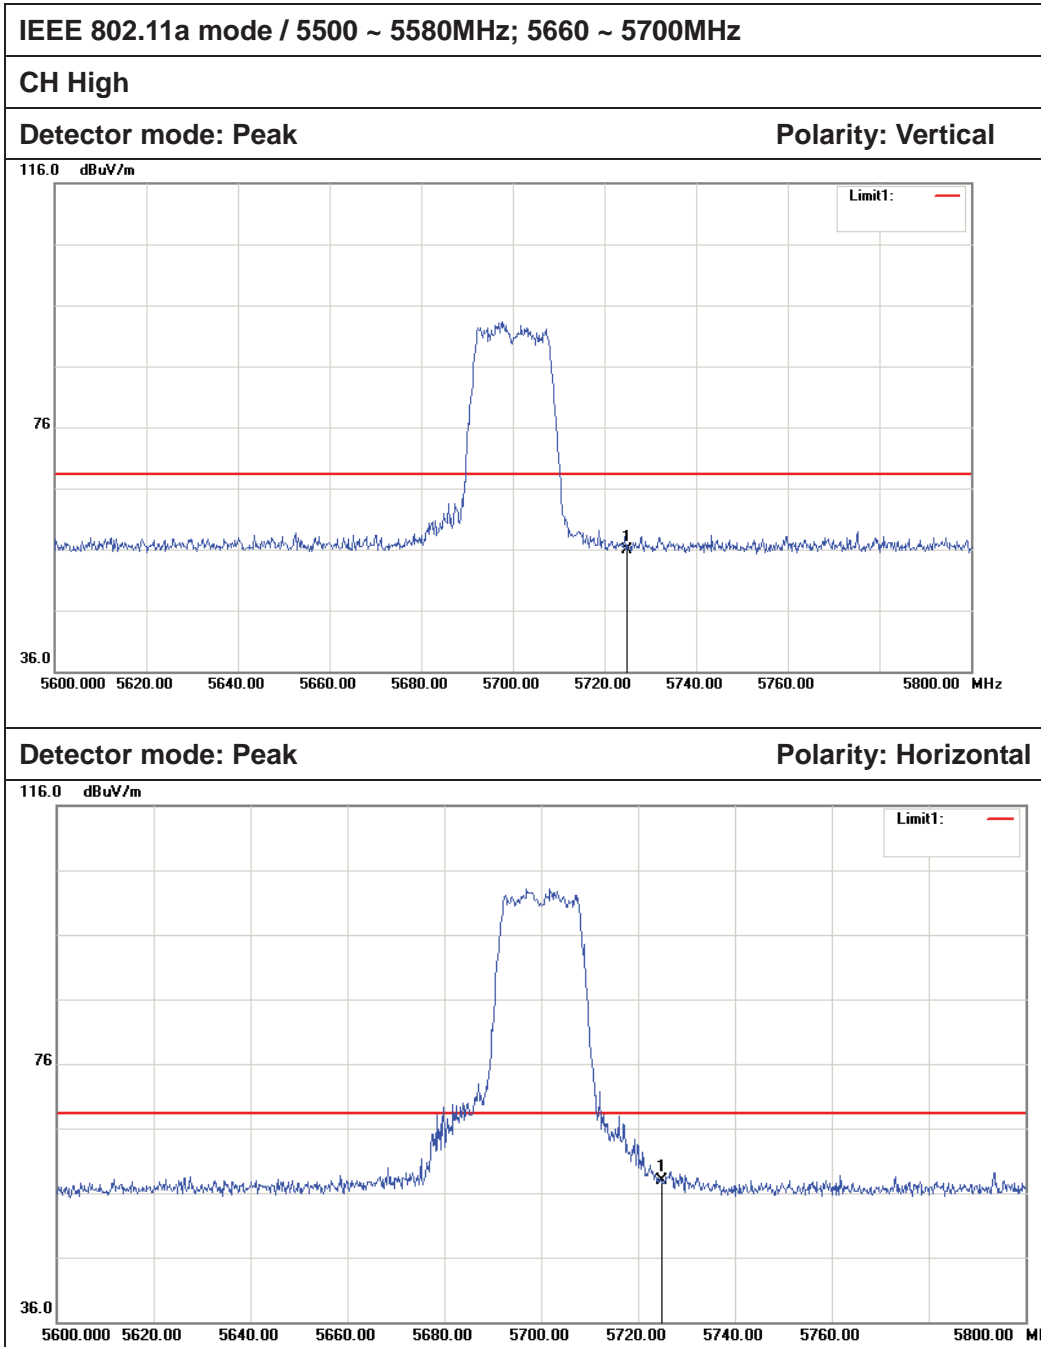 IEEE 802.11a mode / 5500 ~ 5580MHz; 5660 ~ 5700MHz
CH High
Detector mode: Peak Polarity: Vertical
116.0 dBuV/m
Limit1:
76
1
36.0
5600.000 5620.00 5640.00 5660.00 5680.00 5700.00 5720.00 5740.00 5760.00 5800.00 MHz
Detector mode: Peak Polarity: Horizontal
116.0 dBuV/m
Limit1:
76
1
36.0
5600.000 5620.00 5640.00 5660.00 5680.00 5700.00 5720.00 5740.00 5760.00 5800.00